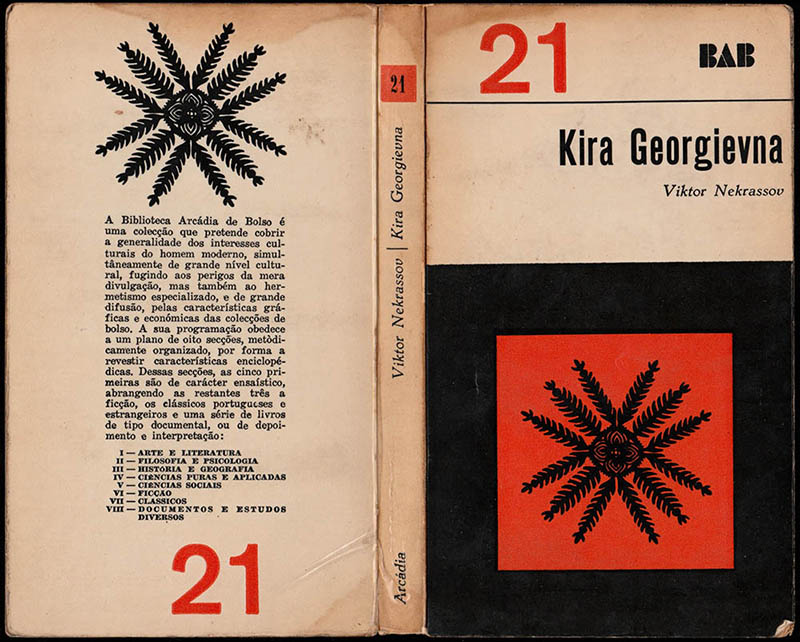 21
A Biblioteca Arcádia de Bolso é
uma colecção que pretende cobrir
a generalidade dos interesses cul-
turais do homem moderno, simul-
tâneamente de grande nível cultu-
ral, fugindo aos perigos da mera
divulgação, mas também ao her-
metismo especializado, e de grande
difusão, pelas características grá-
ficas e económicas das colecções de
bolso. A sua programação obedece
a um plano de oito secções, metòdi-
camente organizado, por forma a
revestir características enciclopé-
dicas. Dessas secções, as cinco pri-
meiras são de carácter ensaístico,
abrangendo as restantes três a
ficção, os clássicos portugueses e
estrangeiros e uma série de livros
de tipo documental, ou de depoi-
mento e interpretação:
I — ARTE E LITERATURA
II — FILOSOFIA E PSICOLOGIA
III — HISTÓRIA E GEOGRAFIA
IV — CIÊNCIAS PURAS E APLICADAS
V — CIÊNCIAS SOCIAIS
VI — FICÇÃO
VII — CLÁSSICOS
VIII — DOCUMENTOS E ESTUDOS
DIVERSOS
21
Viktor Nekrassov | Kira Georgievna
Arcádia
21
BAB
Kira Georgievna
Viktor Nekrassov